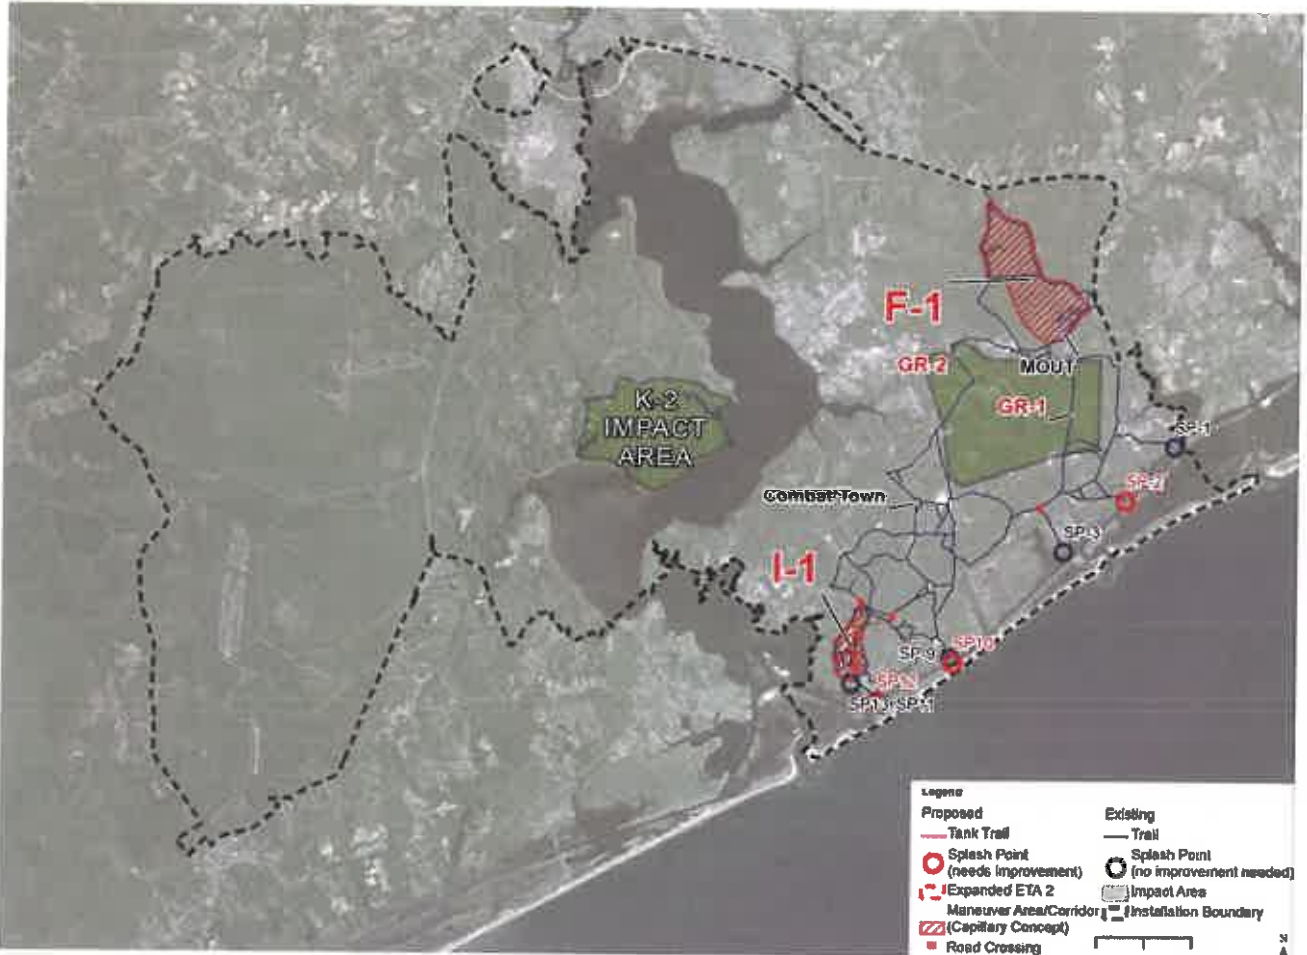 F-1
GR-2
MOUT
GR-1
K-2
IMPACT
AREA
SP-1
SP-2
Combat Town
SP-3
I-1
SP-9
SP10
SP12
SP13/SP11
Legend
Proposed
Tank Trail
Splash Point
(needs improvement)
Expanded ETA 2
Maneuver Area/Corridor
(Capillary Concept)
Road Crossing
Existing
Trail
Splash Point
(no improvement needed)
Impact Area
Installation Boundary
N